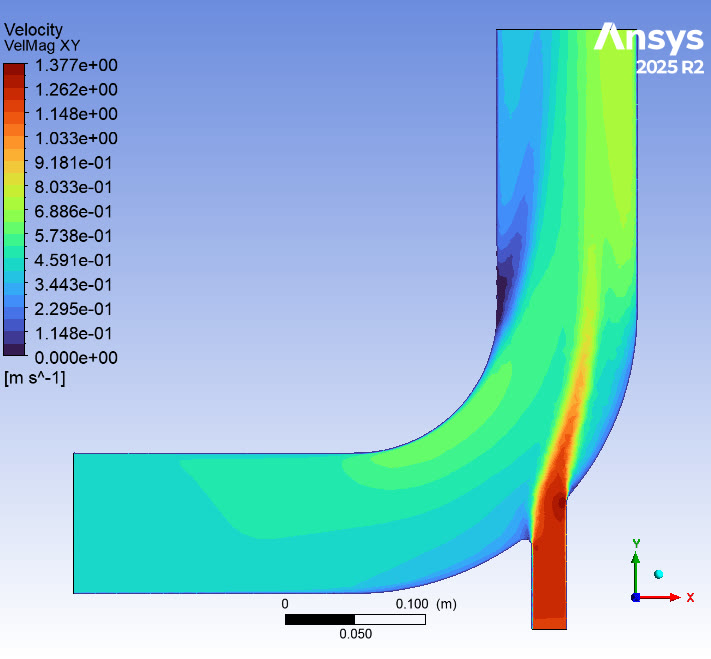 Velocity
VelMag XY
1.377e+00
1.262e+00
1.148e+00
1.033e+00
9.181e-01
8.033e-01
6.886e-01
5.738e-01
4.591e-01
3.443e-01
2.295e-01
1.148e-01
0.000e+00
[m s^-1]
Ansys
2025 R2
0 0.100 (m)
0.050
Y
X